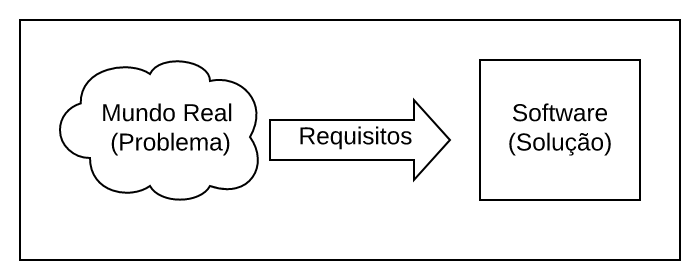 Mundo Real
(Problema)
Requisitos
Software
(Solução)